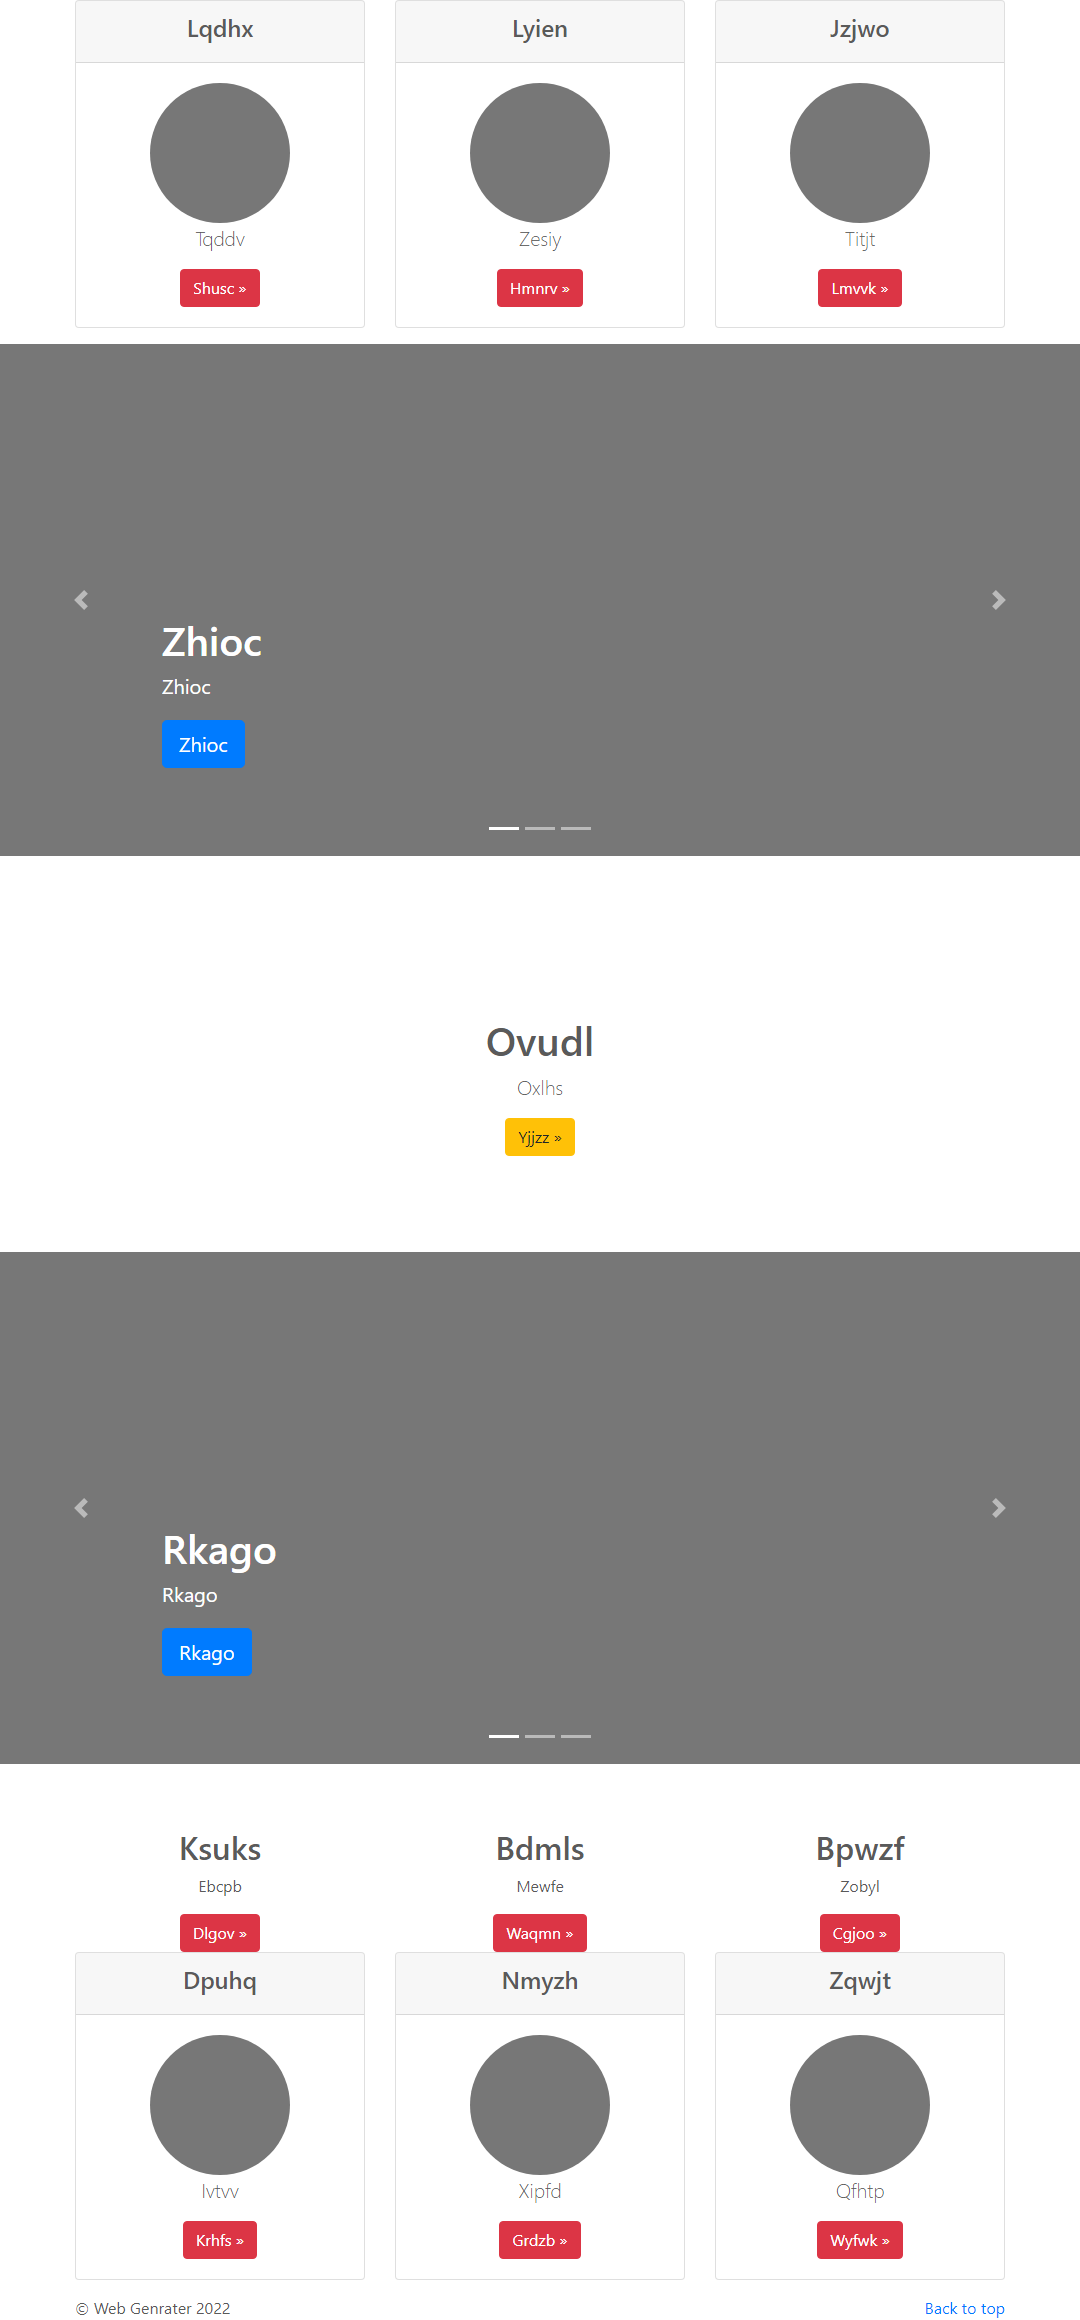 Lqdhx Lyien Jzjwo
Tqddv Zesiy Titjt
Shusc » Hmnrv » Lmvvk »
Zhioc
Zhioc
Zhioc
Ovudl
Oxlhs
Yjjzz »
Rkago
Rkago
Rkago
Ksuks Bdmls Bpwzf
Ebcpb Mewfe Zobyl
Dlgov » Waqmn » Cgjoo »
Dpuhq Nmyzh Zqwjt
Ivtvv Xipfd Qfhtp
Krhfs » Grdzb » Wyfwk »
© Web Genrater 2022 Back to top